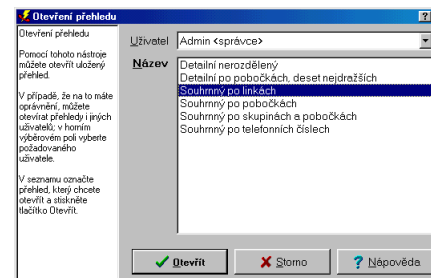 Otevření přehledu
Otevření přehledu
Pomocí tohoto nástroje
můžete otevřít uložený
přehled.
V případě, že na to máte
oprávnění, můžete
otevírat přehledy i jiných
uživatelů; v horním
výběrovém poli vyberte
požadovaného
uživatele.
V seznamu označte
přehled, který chcete
otevřít a stiskněte
tlačítko Otevřít.
Uživatel Admin <správce>
Název
Detailní nerozdělený
Detailní po pobočkách, deset nejdražších
Souhrnný po linkách
Souhrnný po pobočkách
Souhrnný po skupinách a pobočkách
Souhrnný po telefonních číslech
Otevřít Storno ? Nápověda